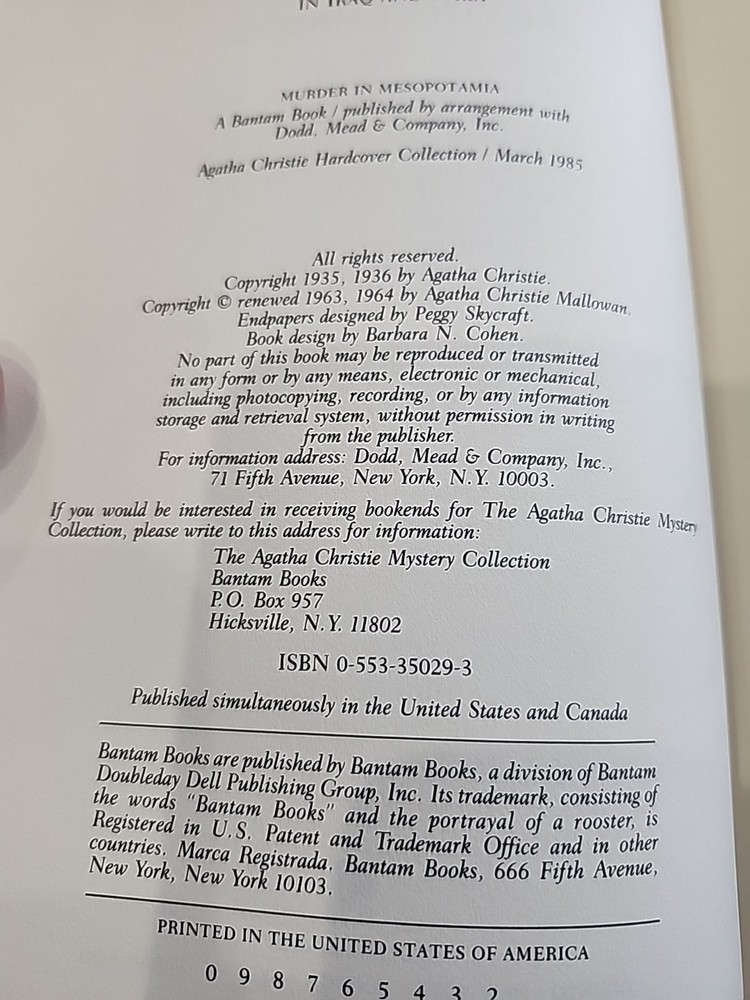 IN IRAQ
MURDER IN MESOPOTAMIA
A Bantam Book / published by arrangement with
Dodd, Mead & Company, Inc.
Agatha Christie Hardcover Collection / March 1985
All rights reserved.
Copyright 1935, 1936 by Agatha Christie.
Copyright © renewed 1963, 1964 by Agatha Christie Mallowan.
Endpapers designed by Peggy Skycraft.
Book design by Barbara N. Cohen.
No part of this book may be reproduced or transmitted
in any form or by any means, electronic or mechanical,
including photocopying, recording, or by any information
storage and retrieval system, without permission in writing
from the publisher.
For information address: Dodd, Mead & Company, Inc.,
71 Fifth Avenue, New York, N.Y. 10003.
If you would be interested in receiving bookends for The Agatha Christie Mystery
Collection, please write to this address for information:
The Agatha Christie Mystery Collection
Bantam Books
P.O. Box 957
Hicksville, N.Y. 11802
ISBN 0-553-35029-3
Published simultaneously in the United States and Canada
Bantam Books are published by Bantam Books, a division of Bantam
Doubleday Dell Publishing Group, Inc. Its trademark, consisting of
the words "Bantam Books" and the portrayal of a rooster, is
Registered in U.S. Patent and Trademark Office and in other
countries, Marca Registrada. Bantam Books, 666 Fifth Avenue,
New York, New York 10103.
PRINTED IN THE UNITED STATES OF AMERICA
0 9 8 7 6 5 4 3 2